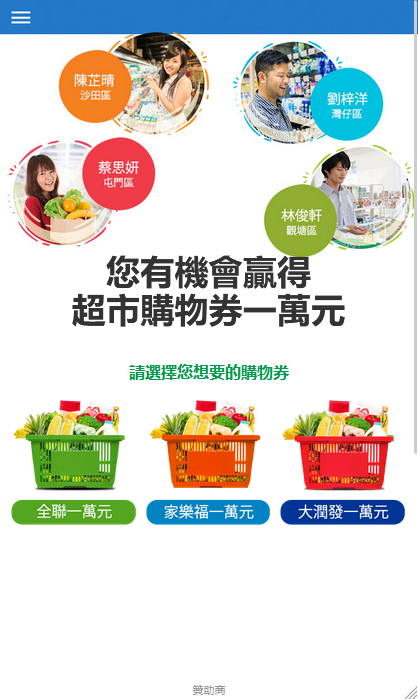 陳芷晴
沙田區
劉梓洋
灣仔區
蔡思妍
屯門區
林俊軒
觀塘區
您有機會贏得
超市購物券一萬元
請選擇您想要的購物券
全聯一萬元
家樂福一萬元
大潤發一萬元
贊助商